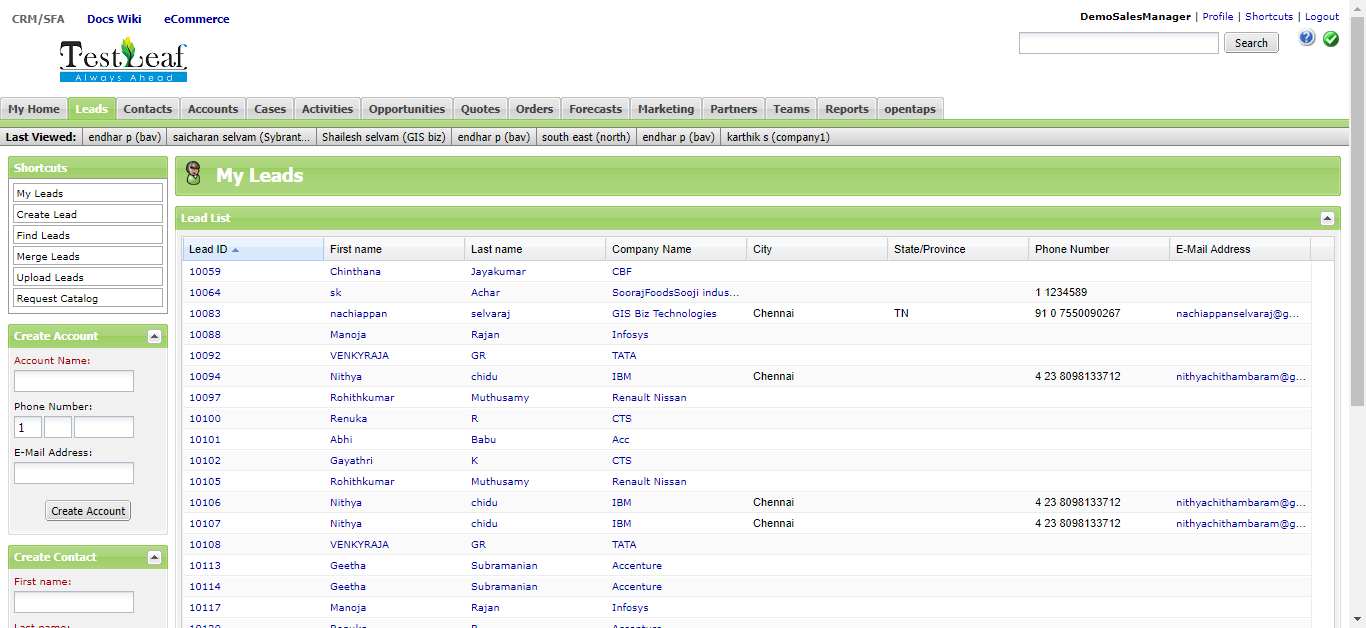 CRM/SFA Docs Wiki eCommerce
DemoSalesManager | Profile | Shortcuts | Logout
TestLeaf
Always Ahead
Search
My Home Leads Contacts Accounts Cases Activities Opportunities Quotes Orders Forecasts Marketing Partners Teams Reports opentaps
Last Viewed: endhar p (bav) saicharan selvam (Sybrant... Shailesh selvam (GIS biz) endhar p (bav) south east (north) endhar p (bav) karthik s (company1)
Shortcuts
My Leads
Create Lead
Find Leads
Merge Leads
Upload Leads
Request Catalog
Create Account
Account Name:
Phone Number:
1
E-Mail Address:
Create Account
Create Contact
First name:
Last name:
My Leads
Lead List
Lead ID First name Last name Company Name City State/Province Phone Number E-Mail Address
10059 Chinthana Jayakumar CBF
10064 sk Achar SoorajFoodsSooji indus... 1 1234589
10083 nachiappan selvaraj GIS Biz Technologies Chennai TN 91 0 7550090267 nachiappanselvaraj@g...
10088 Manoja Rajan Infosys
10092 VENKYRAJA GR TATA
10094 Nithya chidu IBM Chennai 4 23 8098133712 nithyachithambaram@g...
10097 Rohithkumar Muthusamy Renault Nissan
10100 Renuka R CTS
10101 Abhi Babu Acc
10102 Gayathri K CTS
10105 Rohithkumar Muthusamy Renault Nissan
10106 Nithya chidu IBM Chennai 4 23 8098133712 nithyachithambaram@g...
10107 Nithya chidu IBM Chennai 4 23 8098133712 nithyachithambaram@g...
10108 VENKYRAJA GR TATA
10113 Geetha Subramanian Accenture
10114 Geetha Subramanian Accenture
10117 Manoja Rajan Infosys